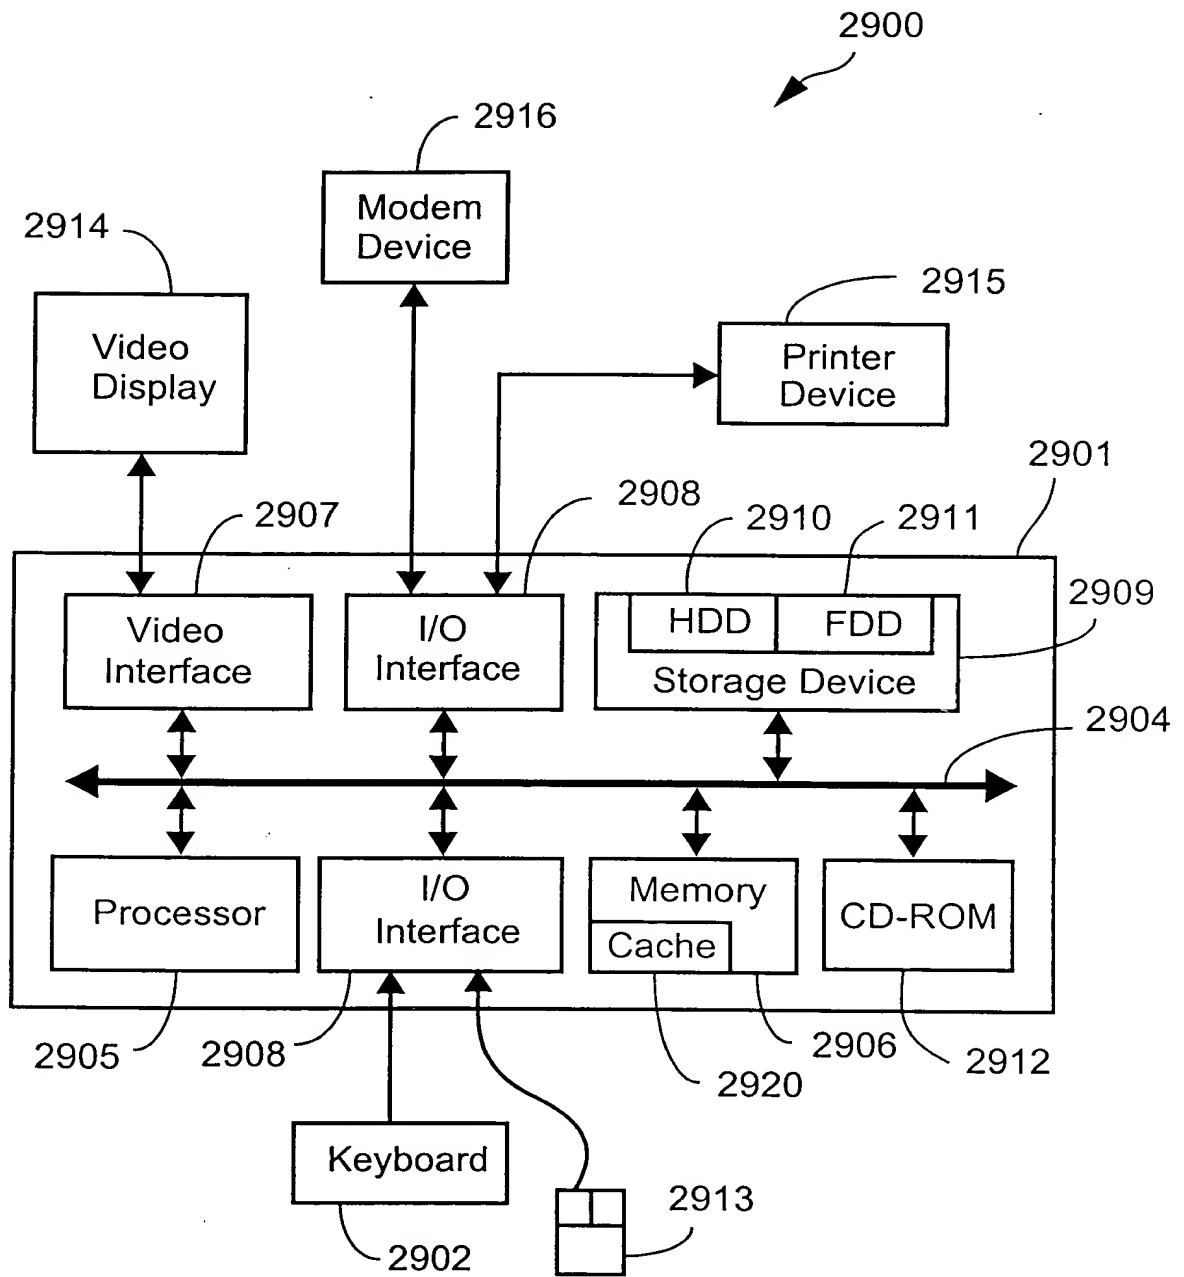 2900
2916
Modem
Device
2914
Video
Display
2915
Printer
Device
2901
2907
2908
2910
2911
2909
Video
Interface
I/O
Interface
HDD
FDD
Storage Device
2904
Processor
I/O
Interface
Memory
Cache
CD-ROM
2905
2908
2920
2906
2912
Keyboard
2902
2913